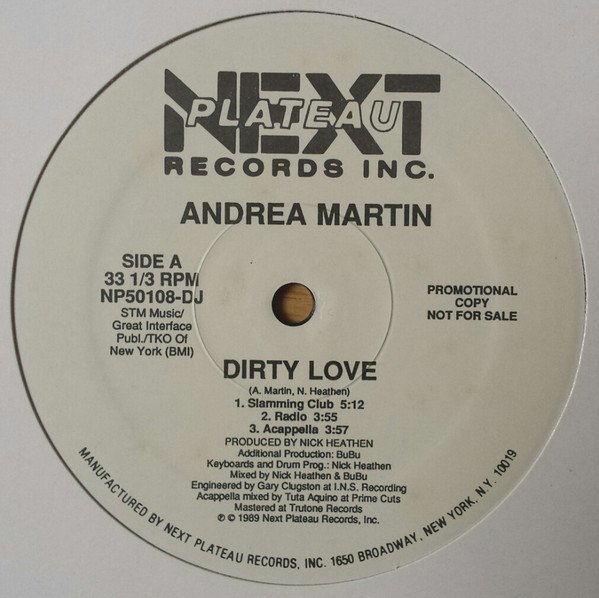 NEXT
PLATEAU
RECORDS INC.
ANDREA MARTIN
SIDE A
33 1/3 RPM
NP50108-DJ
STM Music/
Great Interface
Publ./TKO Of
New York (BMI)
PROMOTIONAL
COPY
NOT FOR SALE
DIRTY LOVE
(A. Martin, N. Heathen)
1. Slamming Club 5:12
2. Radio 3:55
3. Acappella 3:57
PRODUCED BY NICK HEATHEN
Additional Production: BuBu
Keyboards and Drum Prog.: Nick Heathen
Mixed by Nick Heathen & BuBu
Engineered by Gary Clugston at I.N.S. Recording
Acappella mixed by Tuta Aquino at Prime Cuts
Mastered at Trutone Records
℗ © 1989 Next Plateau Records, Inc.
MANUFACTURED BY NEXT PLATEAU RECORDS, INC. 1650 BROADWAY, NEW YORK, N.Y. 10019